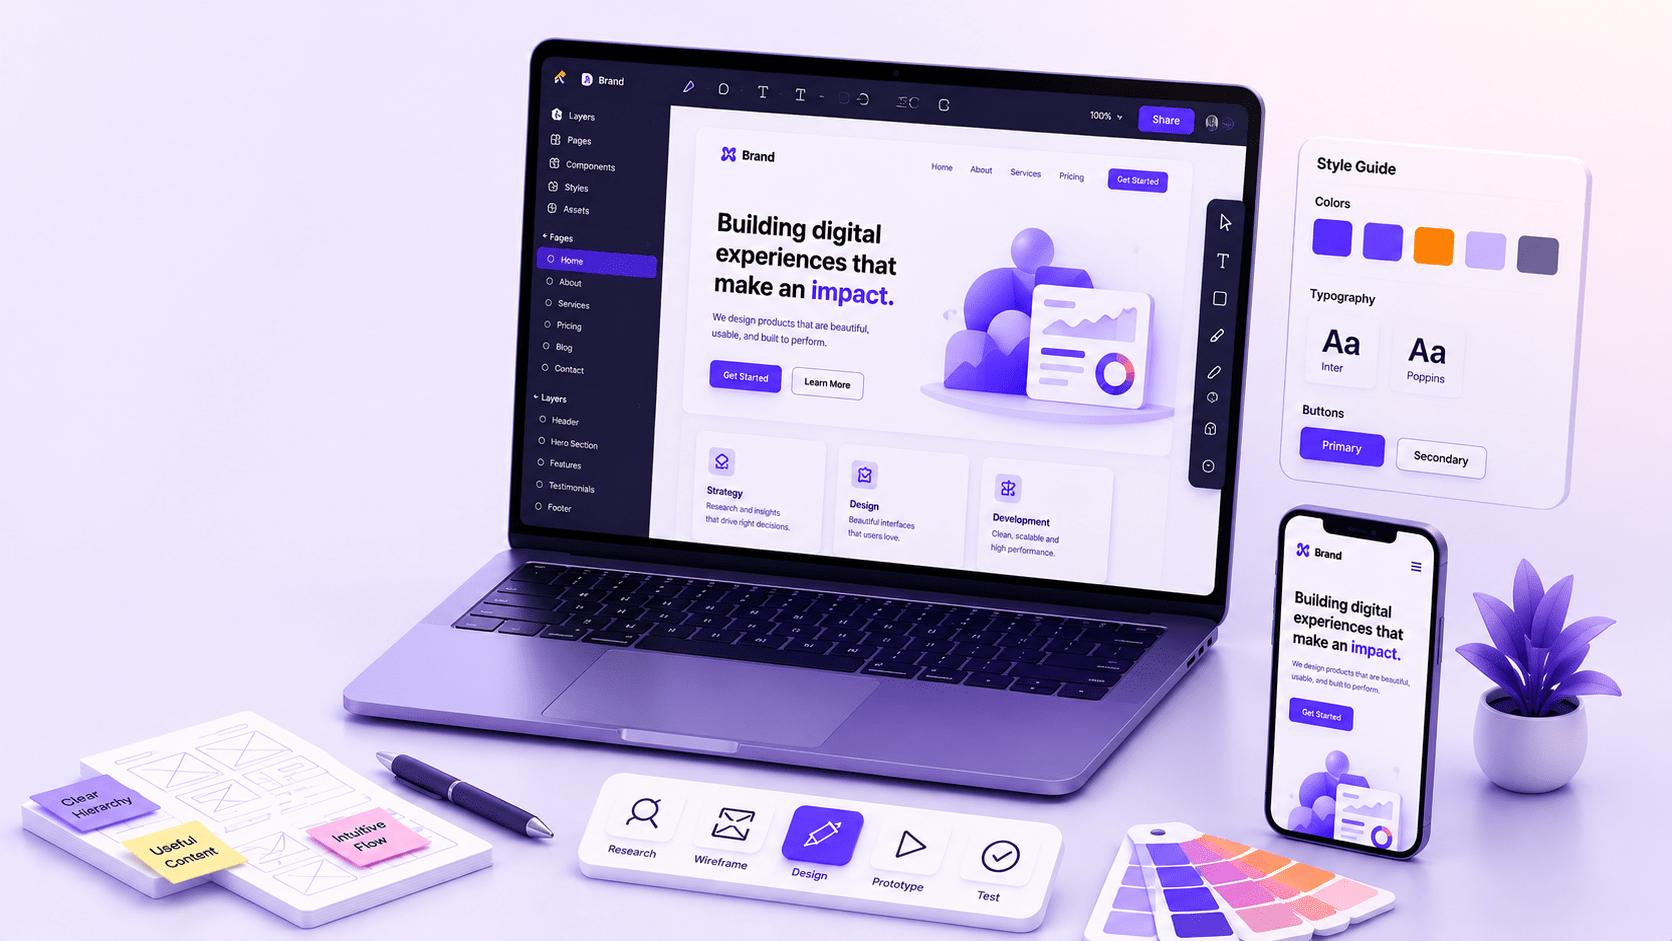 Brand
100%
Share
Layers
Pages
Components
Styles
Assets
Fages
Home
About
Services
Pricing
Blog
Contact
Layers
Header
Hero Section
Features
Testimonials
Footer
Brand
Home
About
Services
Pricing
Get Started
Building digital
experiences that
make an impact.
We design products that are beautiful,
usable, and built to perform.
Get Started
Learn More
Strategy
Research and insights
that drive right decisions.
Design
Beautiful interfaces
that users love.
Development
Clean, scalable and
high performance.
Style Guide
Colors
Typography
Aa
Inter
Aa
Poppins
Buttons
Primary
Secondary
Brand
Building digital
experiences that
make an impact.
We design products that are beautiful,
usable, and built to perform.
Get Started
Clear
Hierarchy
Useful
Content
Intuitive
Flow
Research
Wireframe
Design
Prototype
Test